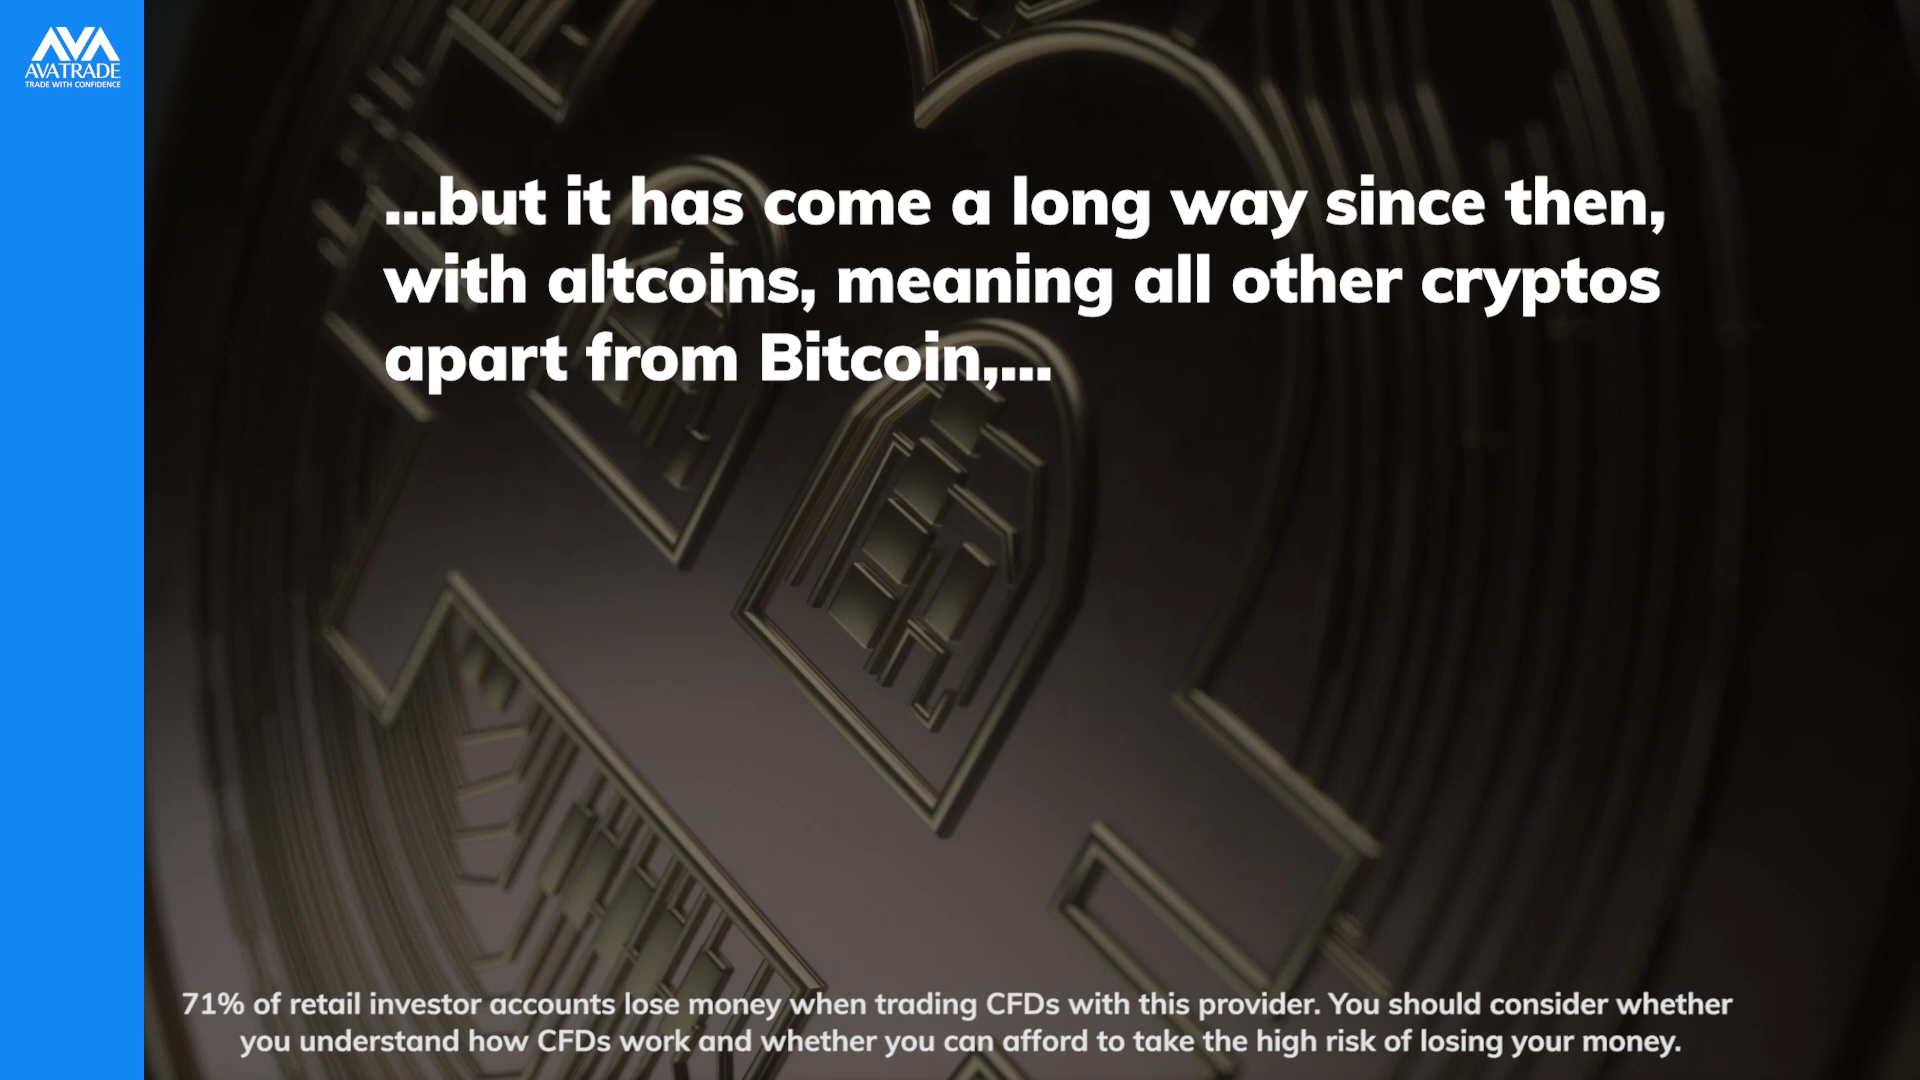 AVA
AVATRADE
TRADE WITH CONFIDENCE
...but it has come a long way since then,
with altcoins, meaning all other cryptos
apart from Bitcoin,...
71% of retail investor accounts lose money when trading CFDs with this provider. You should consider whether
you understand how CFDs work and whether you can afford to take the high risk of losing your money.